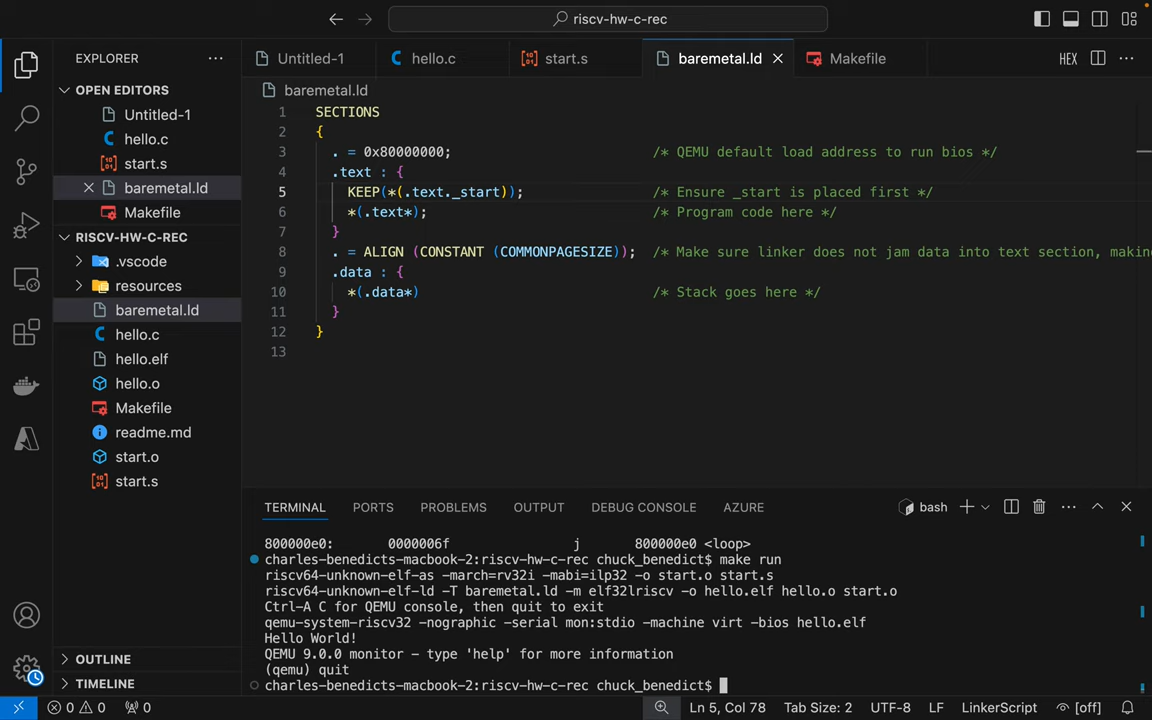 riscv-hw-c-rec
EXPLORER
Untitled-1
hello.c
start.s
baremetal.ld
Makefile
HEX
OPEN EDITORS
baremetal.ld
Untitled-1
hello.c
start.s
baremetal.ld
Makefile
RISCV-HW-C-REC
.vscode
resources
baremetal.ld
hello.c
hello.elf
hello.o
Makefile
readme.md
start.o
start.s
OUTLINE
TIMELINE
1 SECTIONS
2 {
3 . = 0x80000000; /* QEMU default load address to run bios */
4 .text : {
5 KEEP(*(.text._start)); /* Ensure _start is placed first */
6 *(.text*); /* Program code here */
7 }
8 . = ALIGN (CONSTANT (COMMONPAGESIZE)); /* Make sure linker does not jam data into text section, makin
9 .data : {
10 *(.data*) /* Stack goes here */
11 }
12 }
13
TERMINAL PORTS PROBLEMS OUTPUT DEBUG CONSOLE AZURE
bash
800000e0: 0000006f j 800000e0 <loop>
charles-benedicts-macbook-2:riscv-hw-c-rec chuck_benedict$ make run
riscv64-unknown-elf-as -march=rv32i -mabi=ilp32 -o start.o start.s
riscv64-unknown-elf-ld -T baremetal.ld -m elf32lriscv -o hello.elf hello.o start.o
Ctrl-A C for QEMU console, then quit to exit
qemu-system-riscv32 -nographic -serial mon:stdio -machine virt -bios hello.elf
Hello World!
QEMU 9.0.0 monitor - type 'help' for more information
(qemu) quit
charles-benedicts-macbook-2:riscv-hw-c-rec chuck_benedict$
0 0 0
Ln 5, Col 78 Tab Size: 2 UTF-8 LF LinkerScript [off]